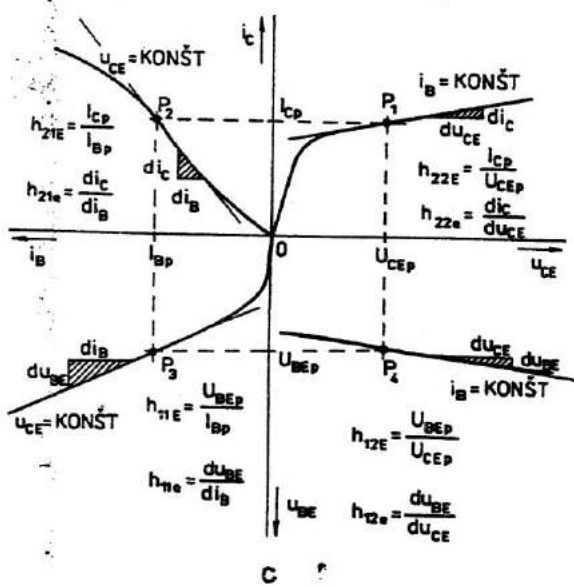 i_C
u_CE = KONŠT
i_B = KONŠT
P_2
I_Cp
P_1
di_C
du_CE
h_21E = I_Cp/I_Bp
di_C
di_B
h_22E = I_Cp/U_CEp
h_21e = di_C/di_B
h_22e = di_C/du_CE
i_B
I_Bp
O
U_CEp
u_CE
di_B
du_BE
P_3
U_BEp
P_4
du_CE
du_BE
i_B = KONŠT
u_CE = KONŠT
h_11E = U_BEp/I_Bp
h_12E = U_BEp/U_CEp
h_11e = du_BE/di_B
u_BE
h_12e = du_BE/du_CE
C